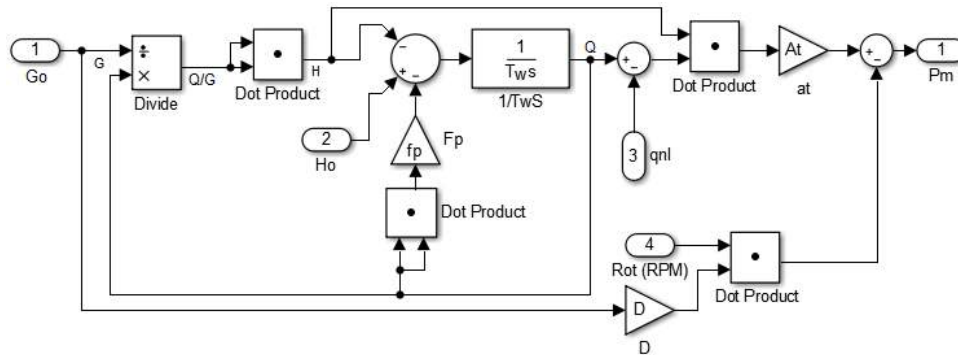 1
Go
G
÷
×
Divide
Q/G
Dot Product
H
−
+
−
2
Ho
Fp
fp
Dot Product
1
Tws
1/TwS
Q
+
−
3
qnl
Dot Product
At
at
+
−
1
Pm
4
Rot (RPM)
Dot Product
D
D